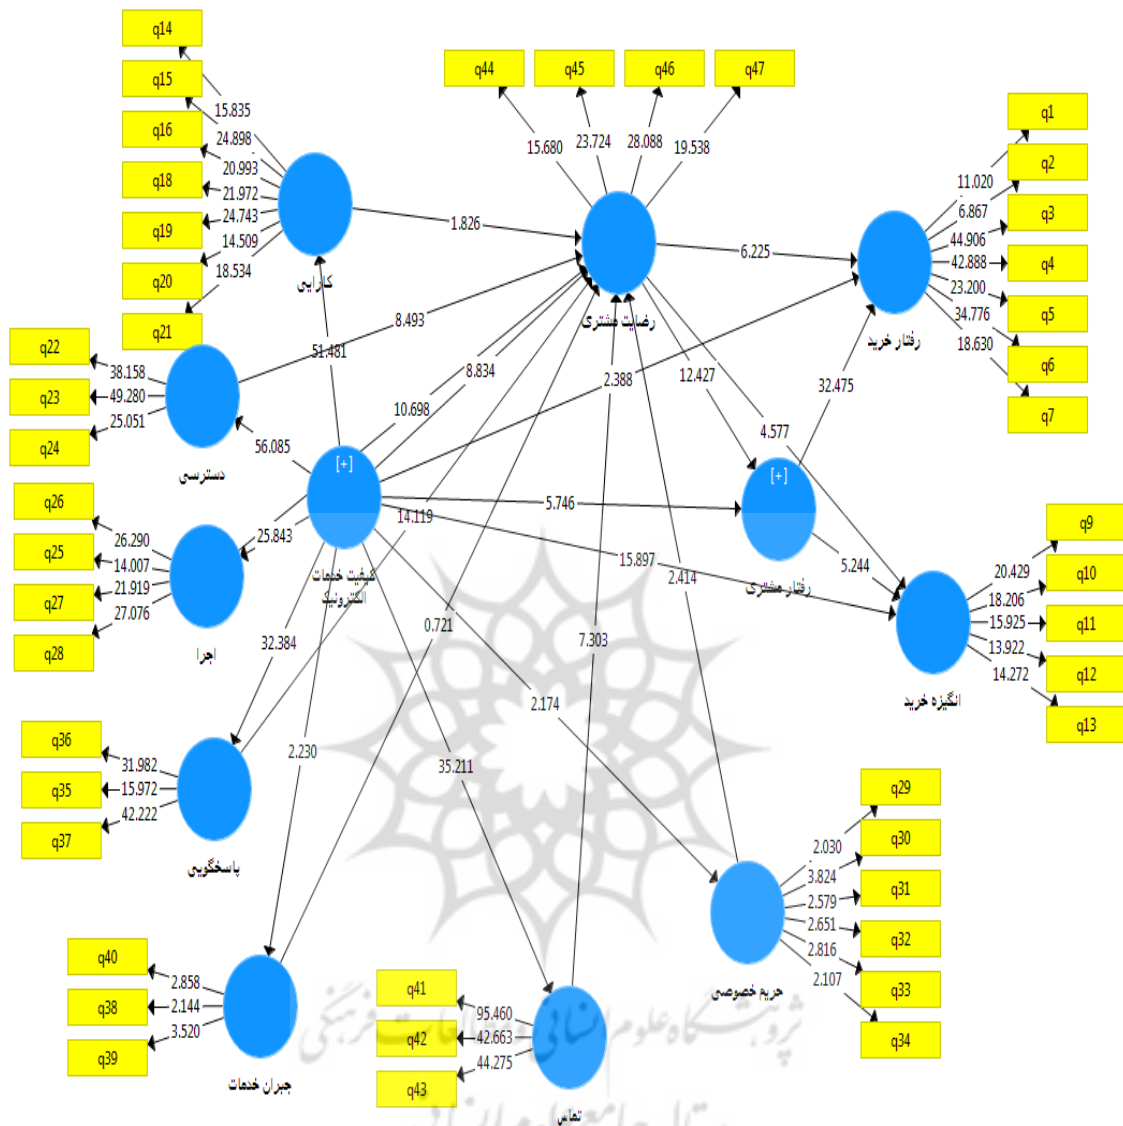 q14
q15
q16
q18
q19
q20
q21
15.835
24.898
20.993
21.972
24.743
14.509
18.534
کارایی
q44
q45
q46
q47
15.680
23.724
28.088
19.538
رضایت مشتری
q1
q2
q3
q4
q5
q6
q7
11.020
6.867
44.906
42.888
23.200
34.776
18.630
رفتار خرید
1.826
6.225
8.493
51.481
2.388
12.427
32.475
4.577
10.698
8.834
q22
q23
q24
38.158
49.280
25.051
دسترسی
56.085
[+]
کیفیت خدمات
الکترونیک
[+]
رفتار مشتری
5.746
15.897
5.244
14.119
25.843
q26
q25
q27
q28
26.290
14.007
21.919
27.076
اجرا
q9
q10
q11
q12
q13
20.429
18.206
15.925
13.922
14.272
انگیزه خرید
32.384
0.721
7.303
2.414
2.174
2.230
35.211
q36
q35
q37
31.982
15.972
42.222
پاسخگویی
q29
q30
q31
q32
q33
q34
2.030
3.824
2.579
2.651
2.816
2.107
حریم خصوصی
q40
q38
q39
2.858
2.144
3.520
جبران خدمات
q41
q42
q43
95.460
42.663
44.275
تماس
پژوهشگاه علوم انسانی و مطالعات فرهنگی